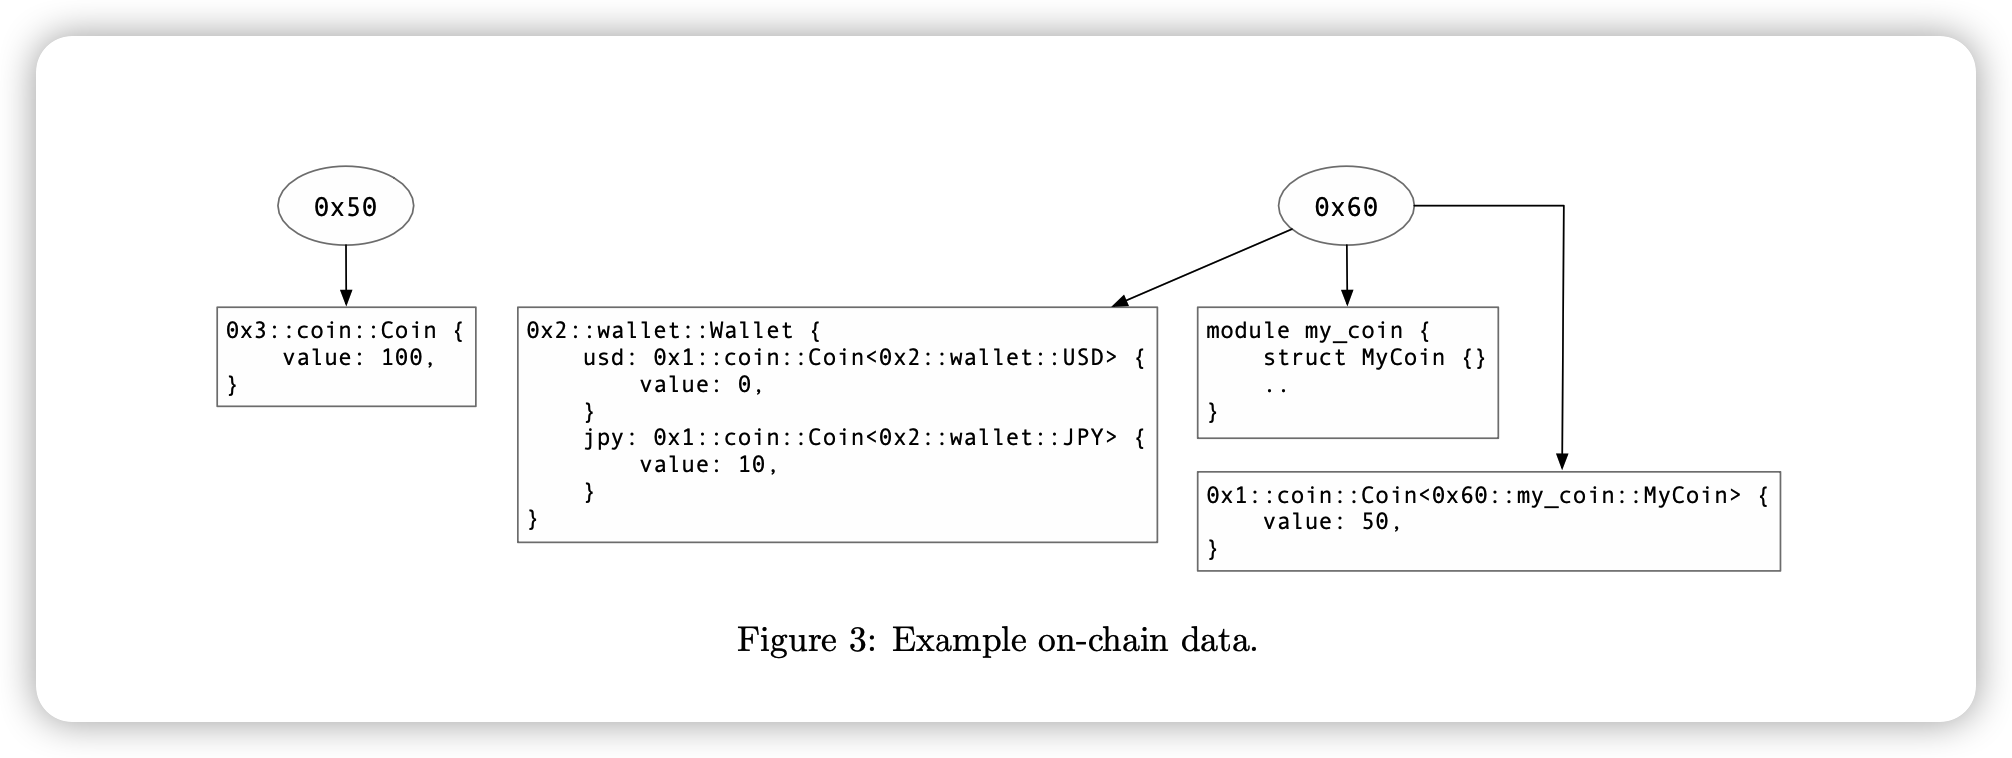 0x50
0x60
0x3::coin::Coin {
    value: 100,
}
0x2::wallet::Wallet {
    usd: 0x1::coin::Coin<0x2::wallet::USD> {
        value: 0,
    }
    jpy: 0x1::coin::Coin<0x2::wallet::JPY> {
        value: 10,
    }
}
module my_coin {
    struct MyCoin {}
    ..
}
0x1::coin::Coin<0x60::my_coin::MyCoin> {
    value: 50,
}
Figure 3: Example on-chain data.